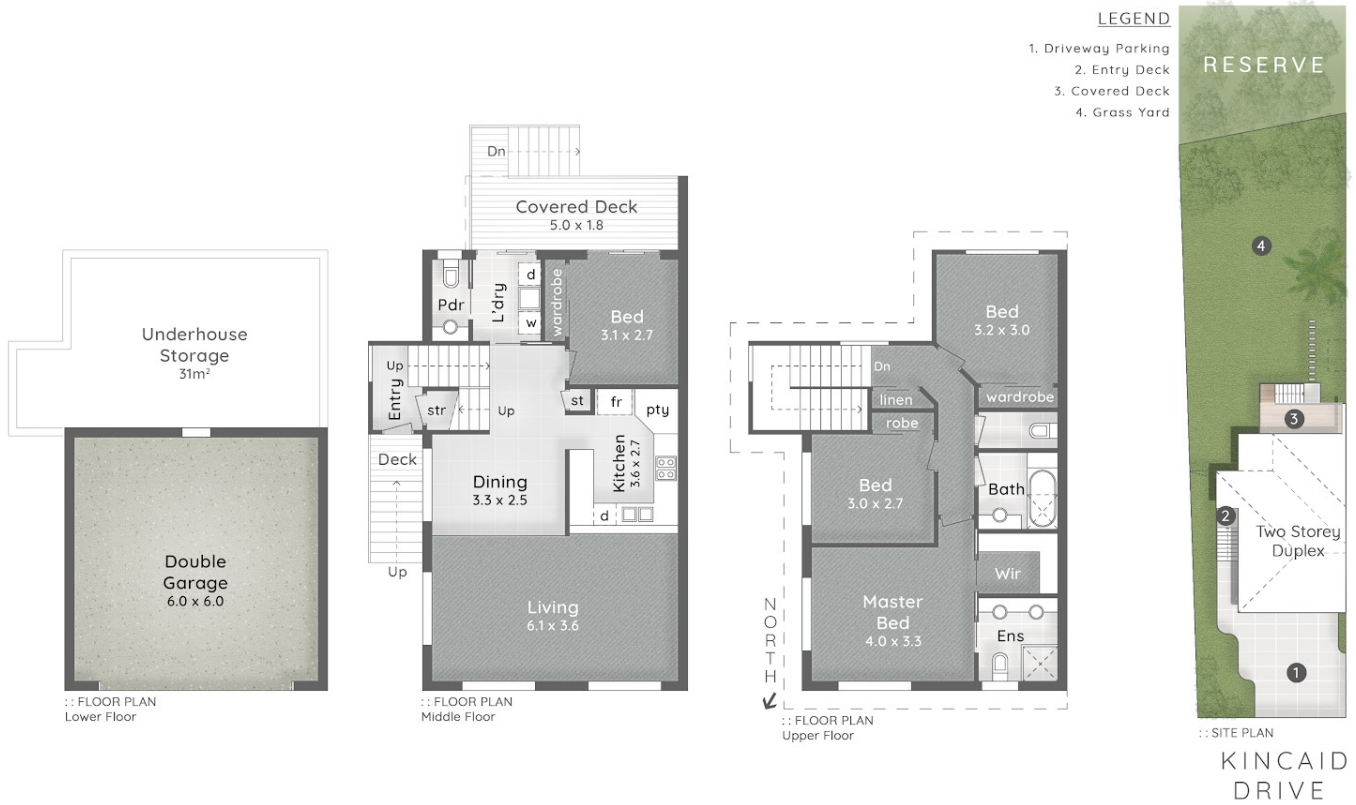 LEGEND
1. Driveway Parking
2. Entry Deck
3. Covered Deck
4. Grass Yard
RESERVE
4
3
2
Two Storey
Duplex
1
:: SITE PLAN
KINCAID
DRIVE
Underhouse
Storage
31m²
Double
Garage
6.0 x 6.0
:: FLOOR PLAN
Lower Floor
Dn
Covered Deck
5.0 x 1.8
Pdr
L'dry
d
w
wardrobe
Bed
3.1 x 2.7
Up
Entry
str
Up
st
fr
pty
Kitchen
3.6 x 2.7
d
Deck
Up
Dining
3.3 x 2.5
Living
6.1 x 3.6
:: FLOOR PLAN
Middle Floor
Bed
3.2 x 3.0
wardrobe
Dn
linen
robe
Bed
3.0 x 2.7
Bath
Wir
Master
Bed
4.0 x 3.3
Ens
NORTH
:: FLOOR PLAN
Upper Floor